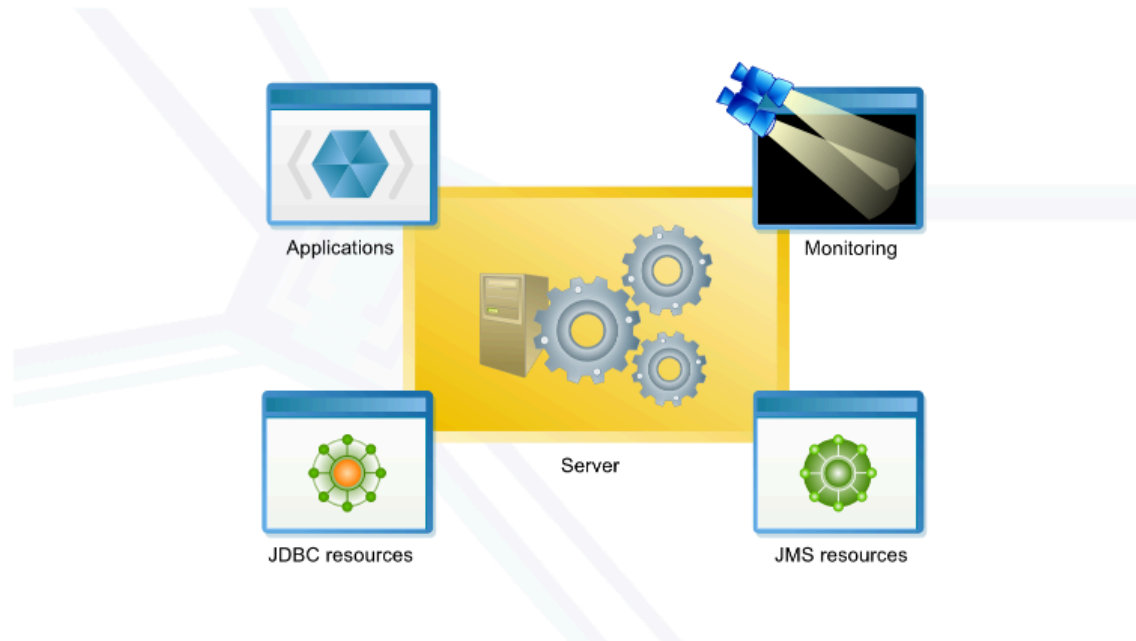 Applications
Monitoring
Server
JDBC resources
JMS resources